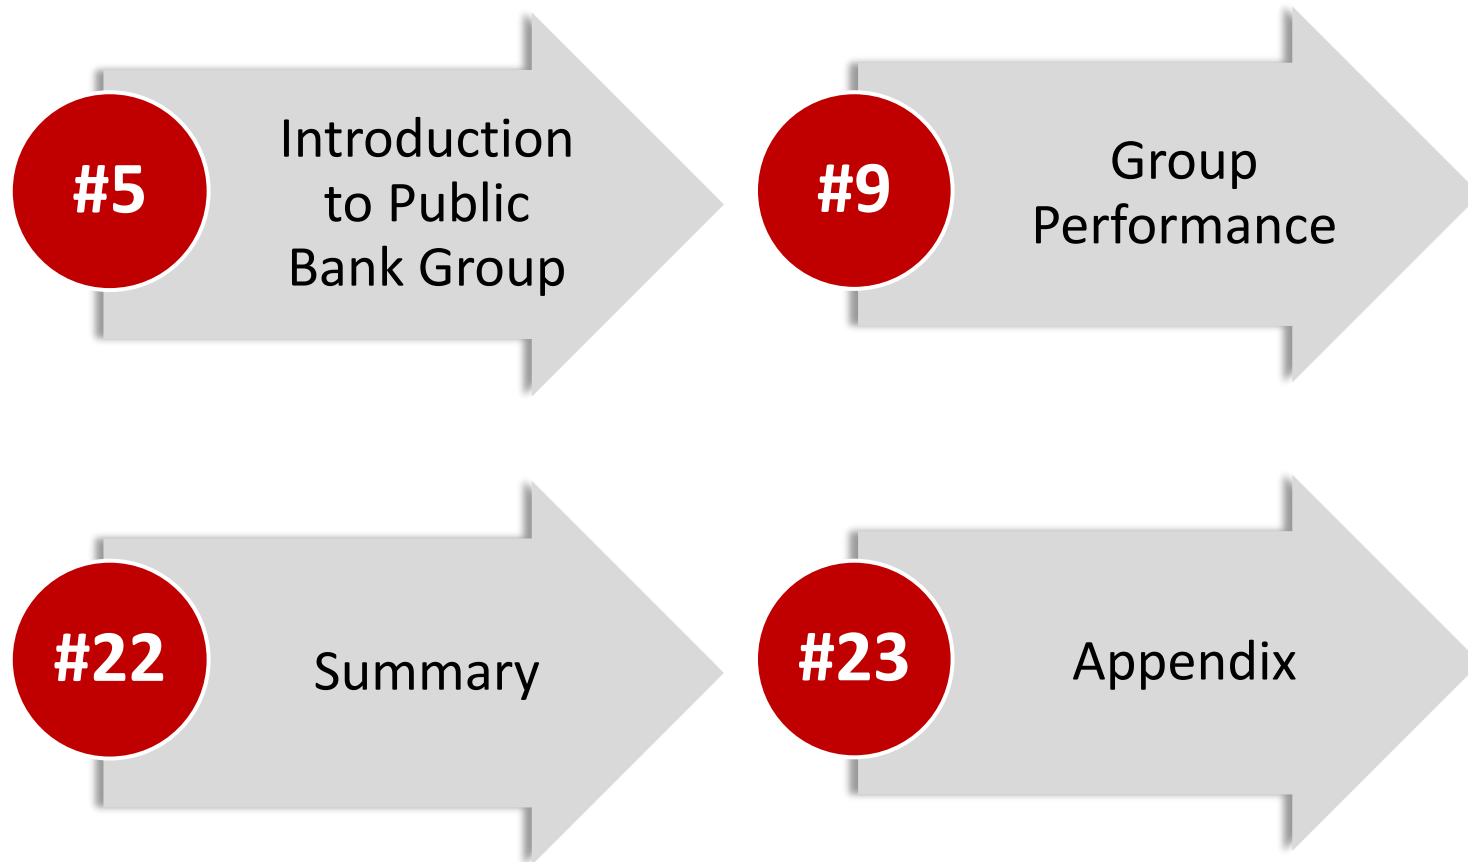 #5
Introduction
to Public
Bank Group
#9
Group
Performance
#22
Summary
#23
Appendix